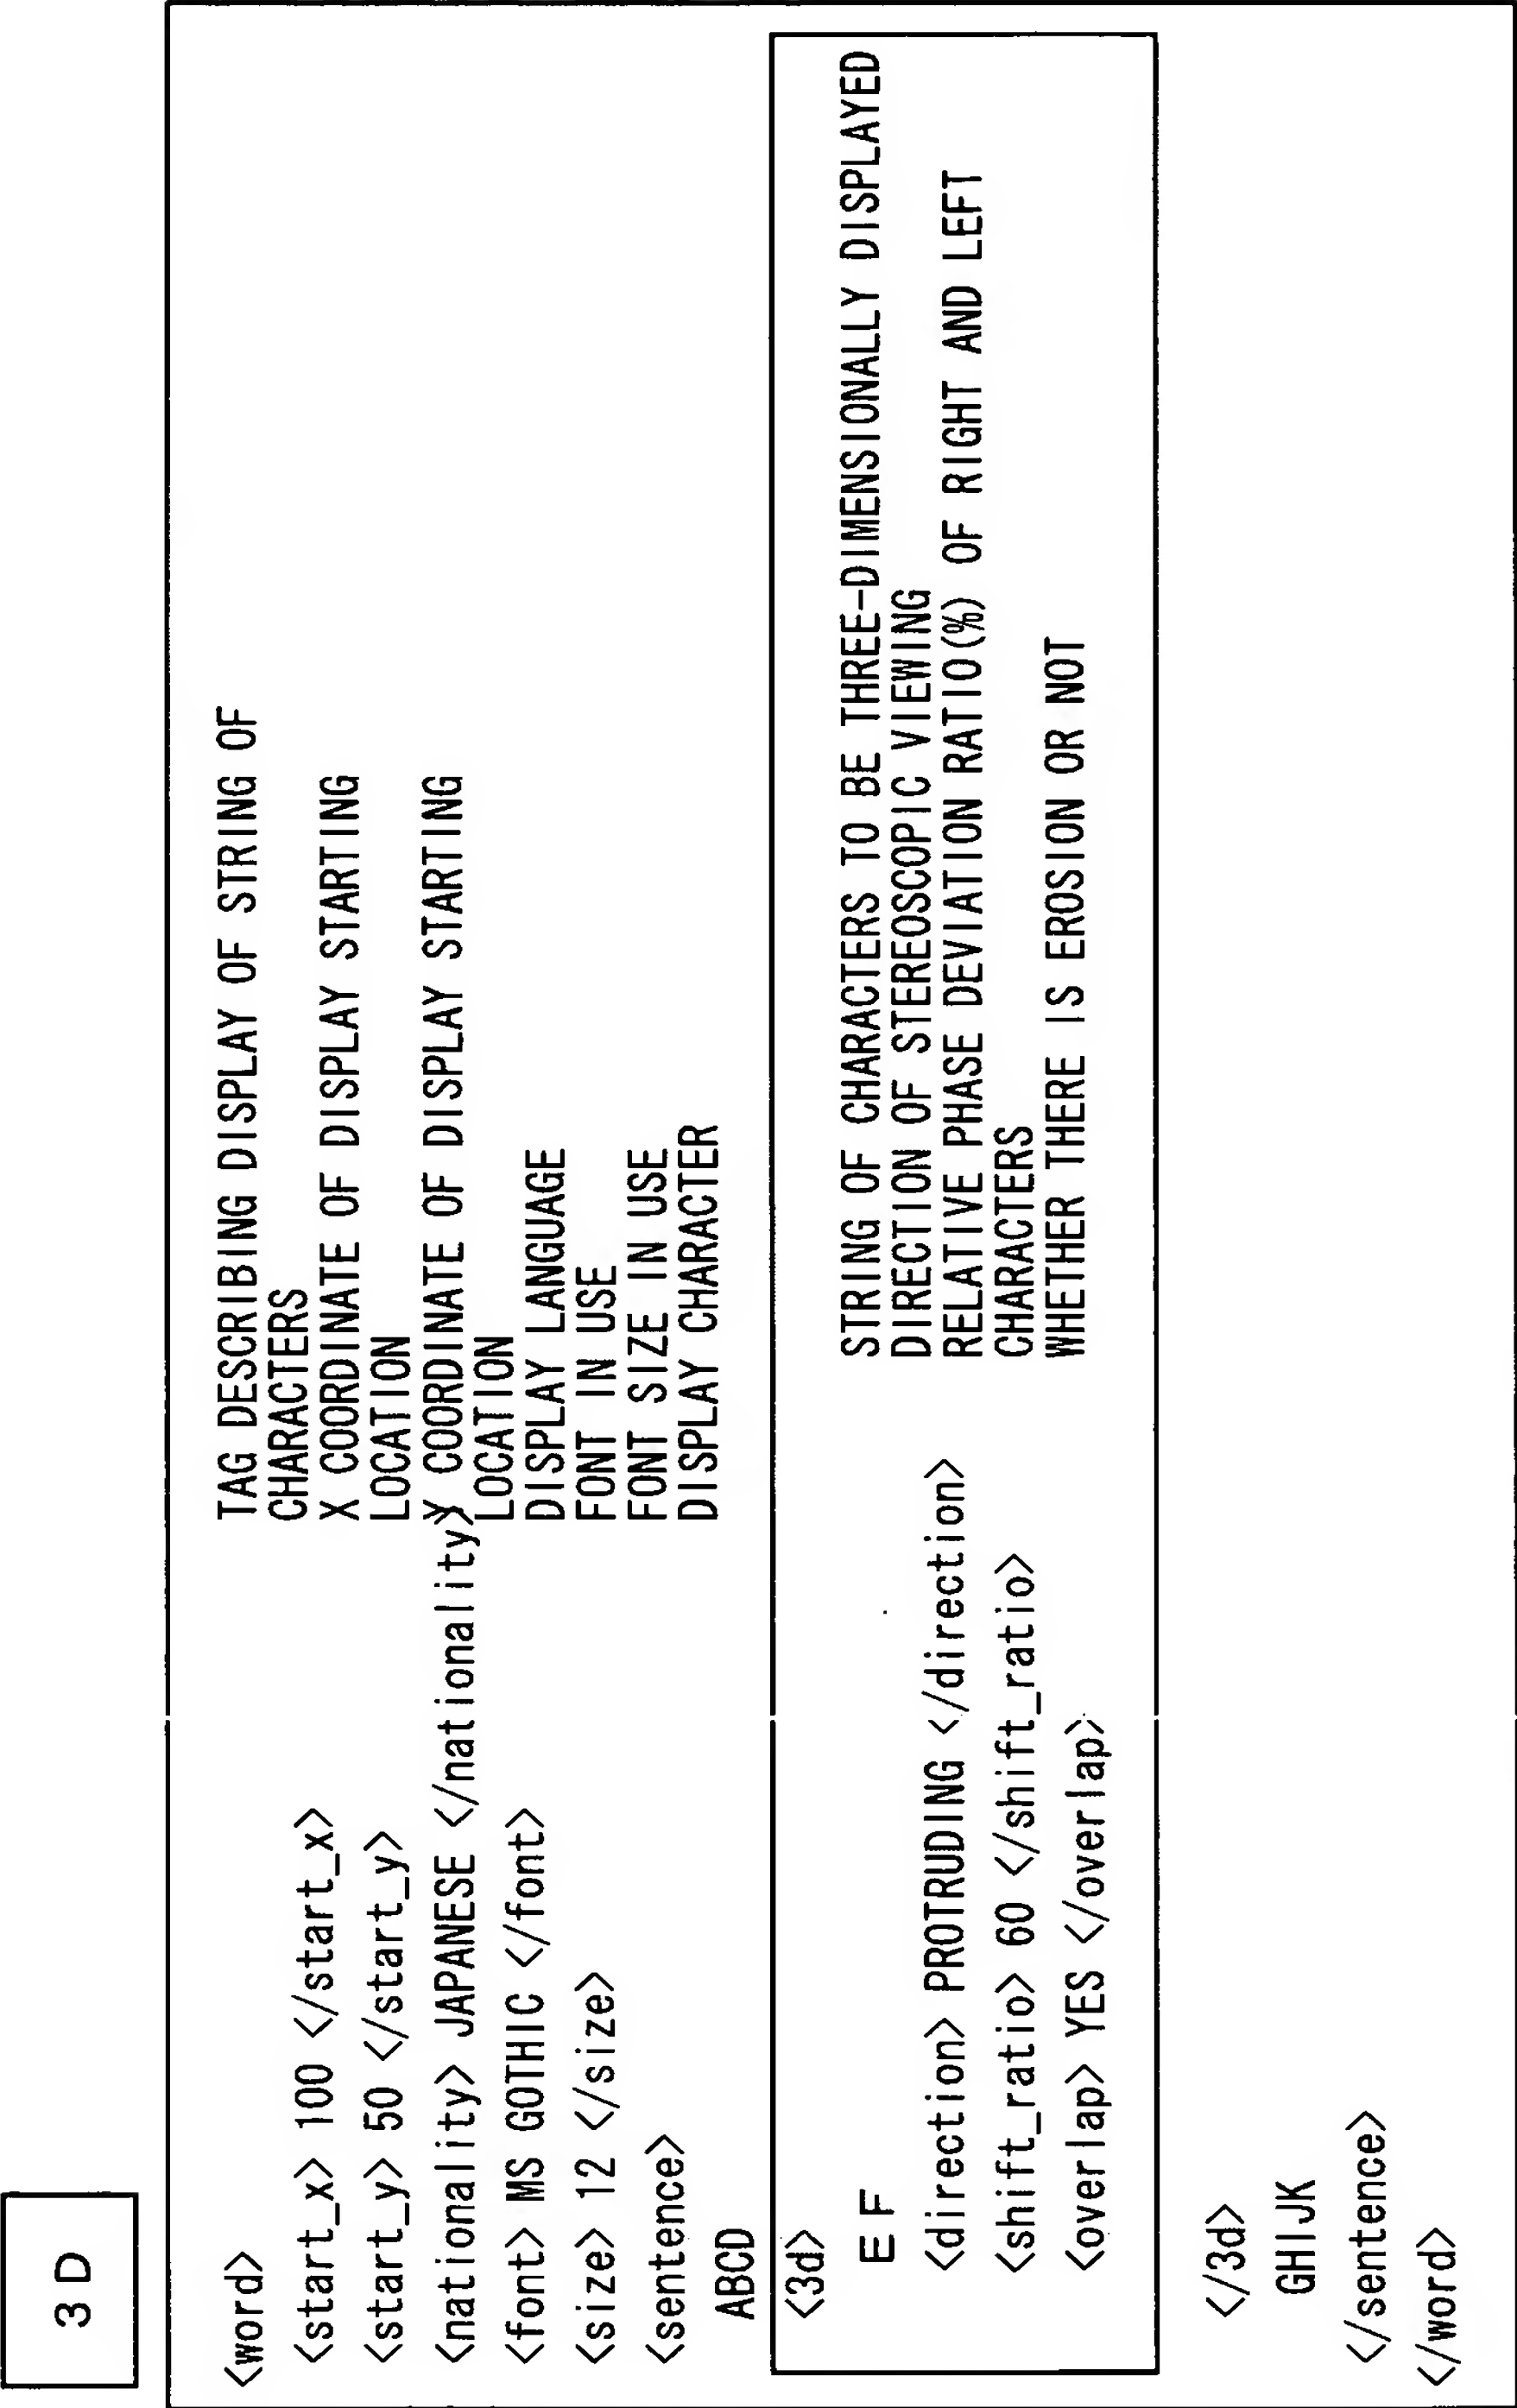 3D
<word>
TAG DESCRIBING DISPLAY OF STRING OF
CHARACTERS
<start_x> 100 </start_x>
X COORDINATE OF DISPLAY STARTING
LOCATION
<start_y> 50 </start_y>
Y COORDINATE OF DISPLAY STARTING
LOCATION
<nationality> JAPANESE </nationality>
DISPLAY LANGUAGE
<font> MS GOTHIC </font>
FONT IN USE
<size> 12 </size>
FONT SIZE IN USE
<sentence>
DISPLAY CHARACTER
ABCD
<3d>
EF
STRING OF CHARACTERS TO BE THREE-DIMENSIONALLY DISPLAYED
<direction> PROTRUDING </direction>
DIRECTION OF STEREOSCOPIC VIEWING
<shift_ratio> 60 </shift_ratio>
RELATIVE PHASE DEVIATION RATIO(%) OF RIGHT AND LEFT
CHARACTERS
<overlap> YES </overlap>
WHETHER THERE IS EROSION OR NOT
</3d>
GHIJK
</sentence>
</word>